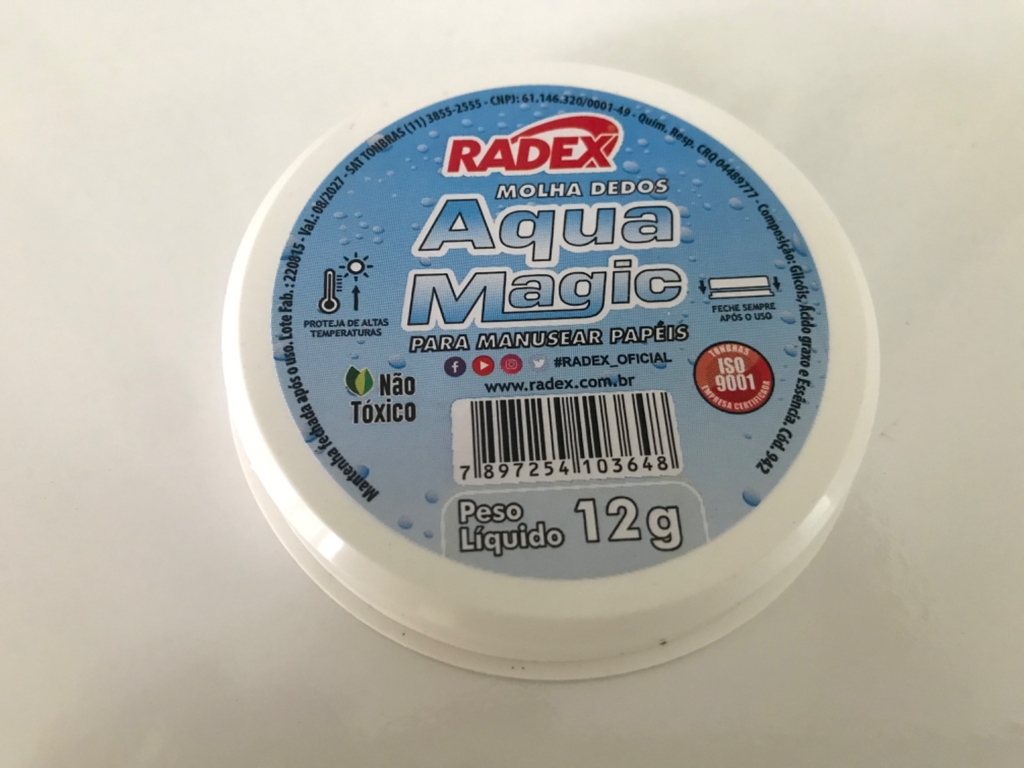 Mantenha fechada após o uso. Lote Fab.: 220815 - Val.: 08/2027 - SAT TONBRAS (11) 3855-2555 - CNPJ: 61.146.320/0001-49 - Quím. Resp. CRQ 04489777 - Composição: Glicóis, Ácido graxo e Essência. Cód. 942
RADEX
MOLHA DEDOS
Aqua
Magic
PARA MANUSEAR PAPÉIS
PROTEJA DE ALTAS
TEMPERATURAS
FECHE SEMPRE
APÓS O USO
#RADEX_OFICIAL
www.radex.com.br
Não
TÓXICO
ISO
9001
EMPRESA CERTIFICADA
7 897254 103648
Peso
Líquido 12g